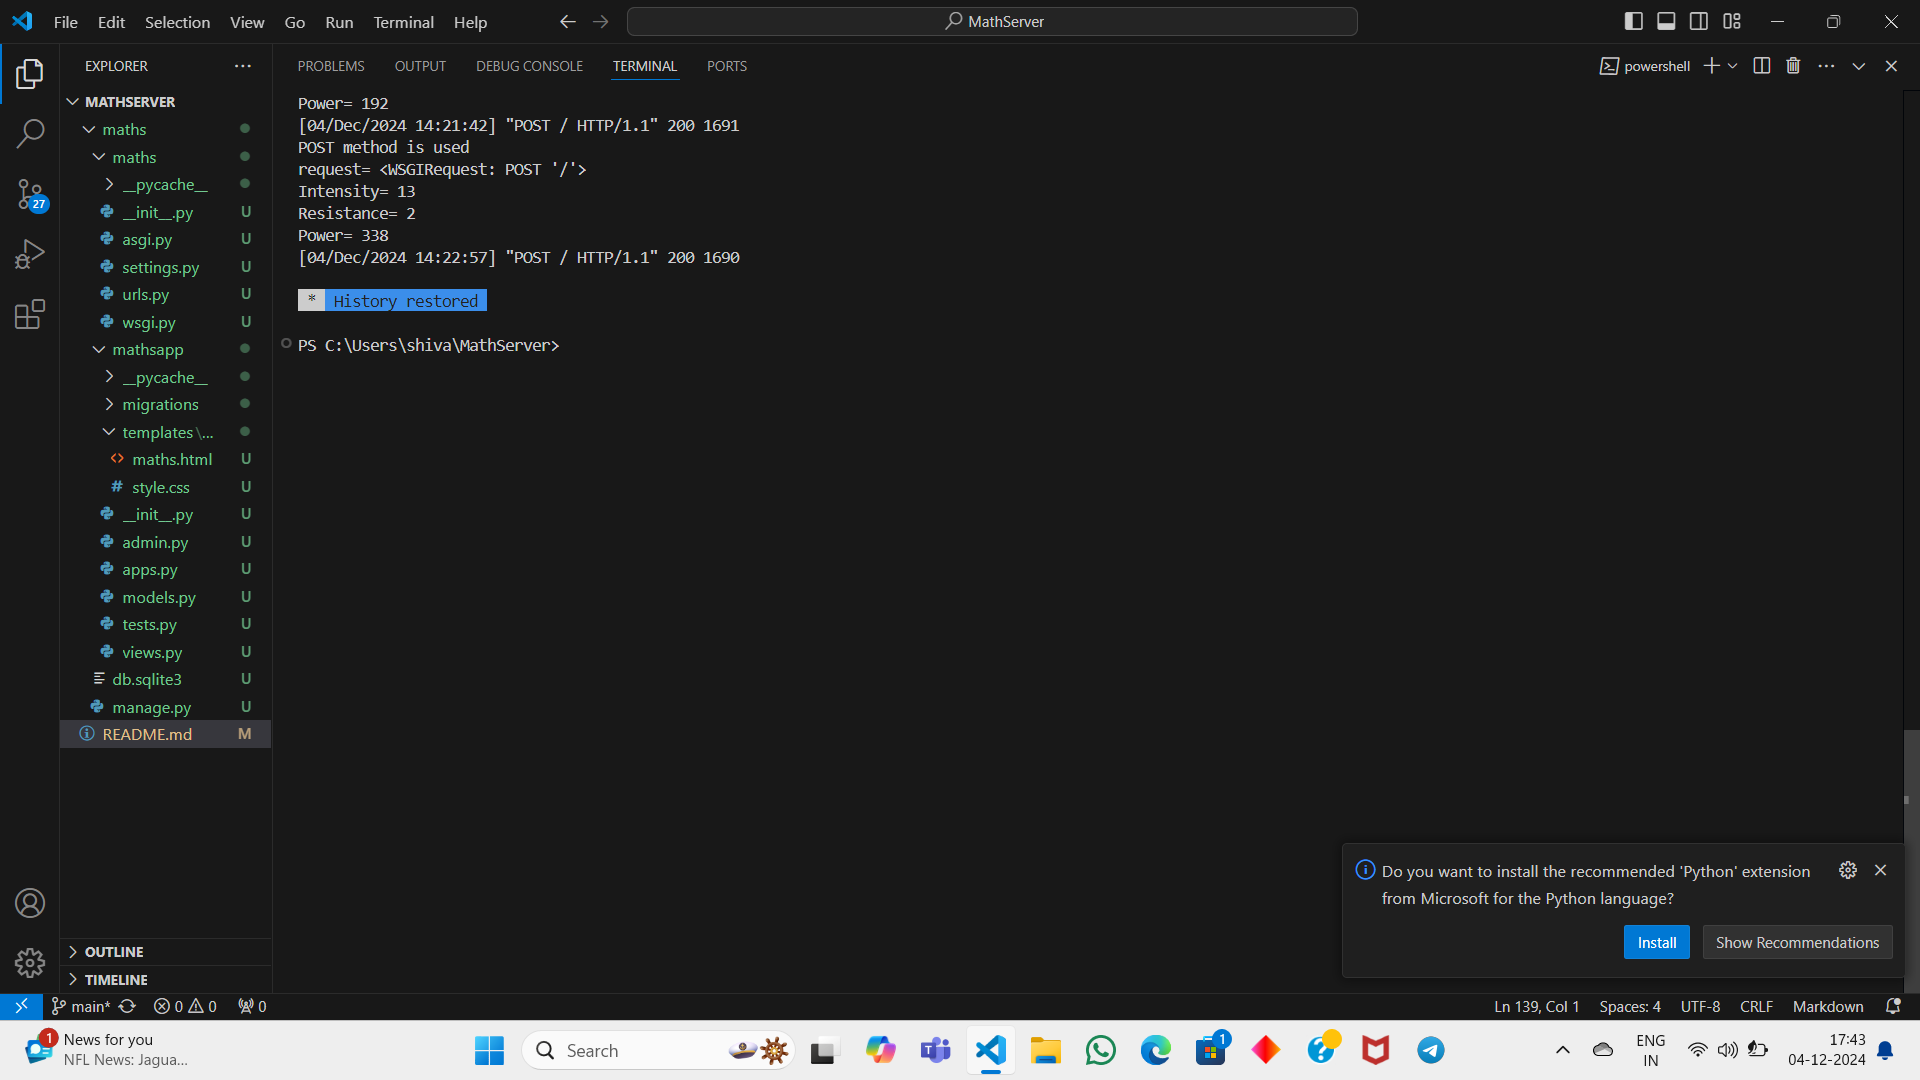 File Edit Selection View Go Run Terminal Help
MathServer
EXPLORER
MATHSERVER
maths
maths
__pycache__
__init__.py U
asgi.py U
settings.py U
urls.py U
wsgi.py U
mathsapp
__pycache__
migrations
templates \...
maths.html U
style.css U
__init__.py U
admin.py U
apps.py U
models.py U
tests.py U
views.py U
db.sqlite3 U
manage.py U
README.md M
OUTLINE
TIMELINE
27
PROBLEMS OUTPUT DEBUG CONSOLE TERMINAL PORTS
powershell
Power= 192
[04/Dec/2024 14:21:42] "POST / HTTP/1.1" 200 1691
POST method is used
request= <WSGIRequest: POST '/'>
Intensity= 13
Resistance= 2
Power= 338
[04/Dec/2024 14:22:57] "POST / HTTP/1.1" 200 1690
* History restored
PS C:\Users\shiva\MathServer>
Do you want to install the recommended 'Python' extension
from Microsoft for the Python language?
Install Show Recommendations
main* 0 0 0
Ln 139, Col 1 Spaces: 4 UTF-8 CRLF Markdown
1
News for you
NFL News: Jagua...
Search
1
ENG
IN
17:43
04-12-2024